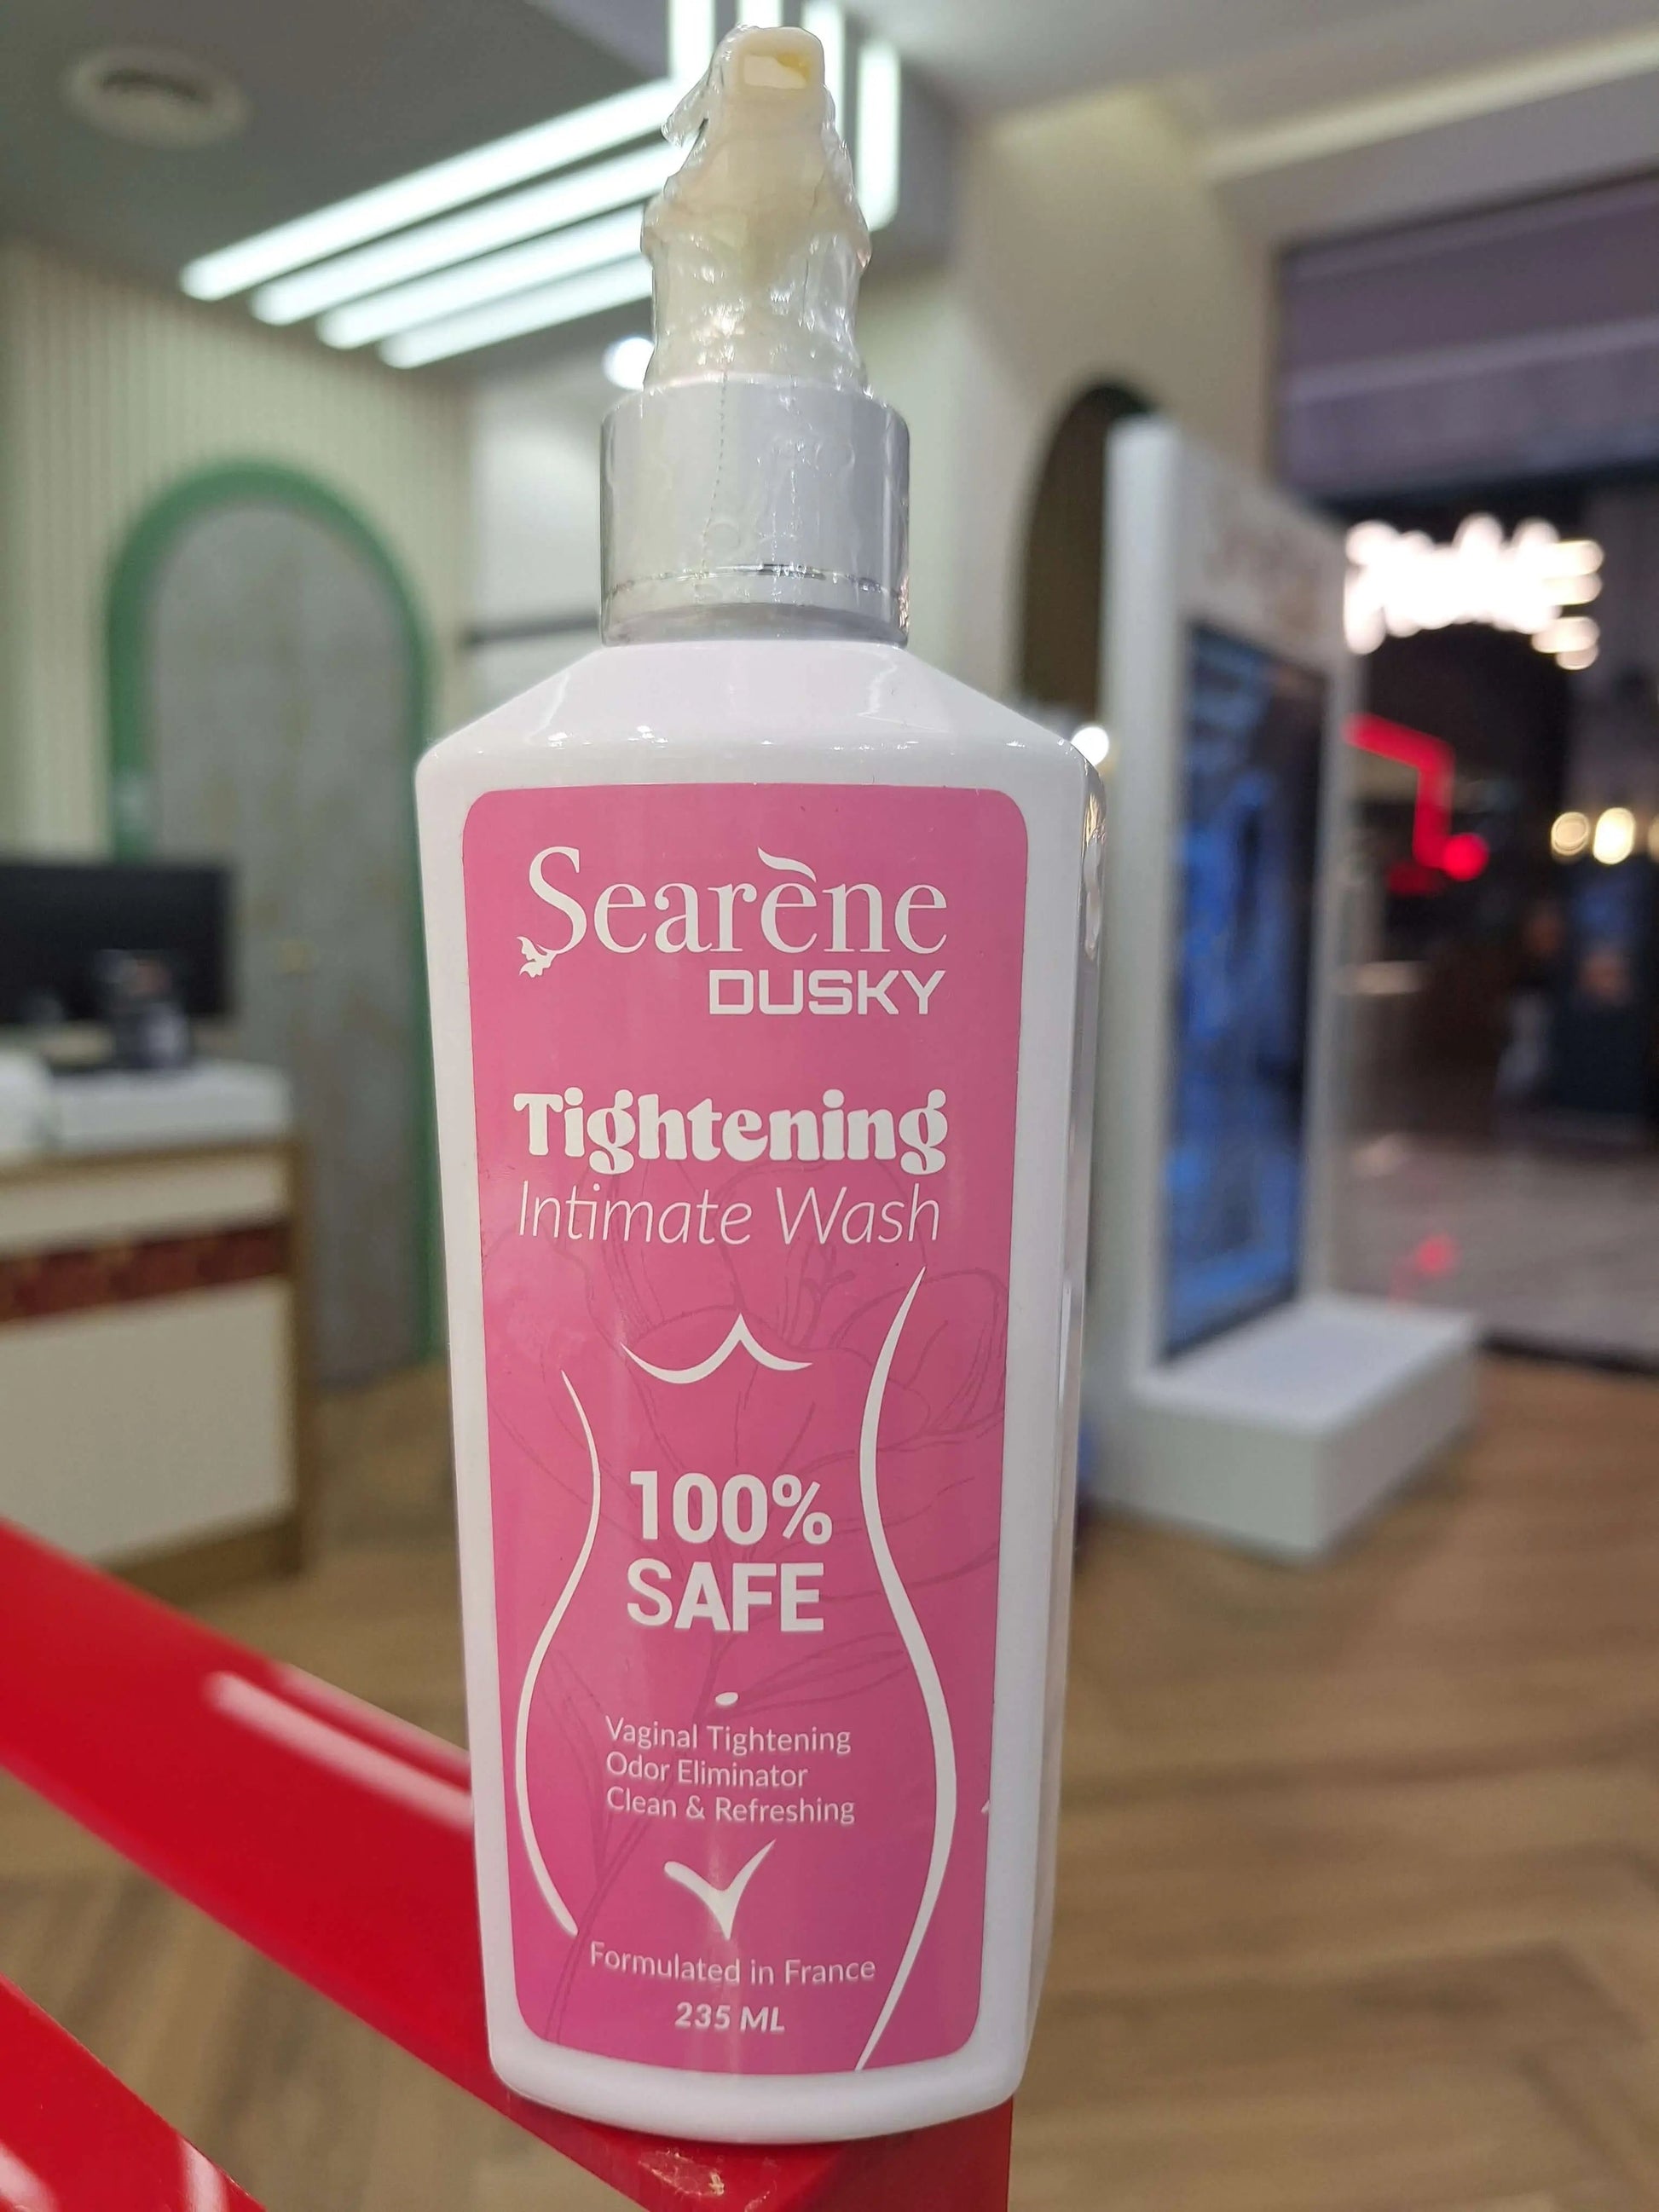 Searène
DUSKY
Tightening
Intimate Wash
100%
SAFE
Vaginal Tightening
Odor Eliminator
Clean & Refreshing
Formulated in France
235 ML